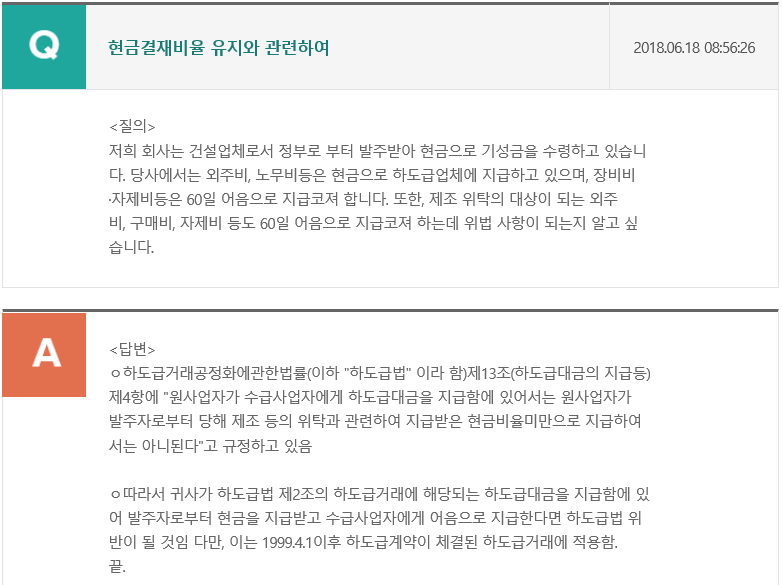 Q
현금결재비율 유지와 관련하여
2018.06.18 08:56:26
<질의>
저희 회사는 건설업체로서 정부로 부터 발주받아 현금으로 기성금을 수령하고 있습니
다. 당사에서는 외주비, 노무비등은 현금으로 하도급업체에 지급하고 있으며, 장비비
·자제비등은 60일 어음으로 지급코져 합니다. 또한, 제조 위탁의 대상이 되는 외주
비, 구매비, 자제비 등도 60일 어음으로 지급코져 하는데 위법 사항이 되는지 알고 싶
습니다.
A
<답변>
ㅇ하도급거래공정화에관한법률(이하 "하도급법" 이라 함)제13조(하도급대금의 지급등)
제4항에 "원사업자가 수급사업자에게 하도급대금을 지급함에 있어서는 원사업자가
발주자로부터 당해 제조 등의 위탁과 관련하여 지급받은 현금비율미만으로 지급하여
서는 아니된다"고 규정하고 있음
ㅇ따라서 귀사가 하도급법 제2조의 하도급거래에 해당되는 하도급대금을 지급함에 있
어 발주자로부터 현금을 지급받고 수급사업자에게 어음으로 지급한다면 하도급법 위
반이 될 것임 다만, 이는 1999.4.1이후 하도급계약이 체결된 하도급거래에 적용함.
끝.